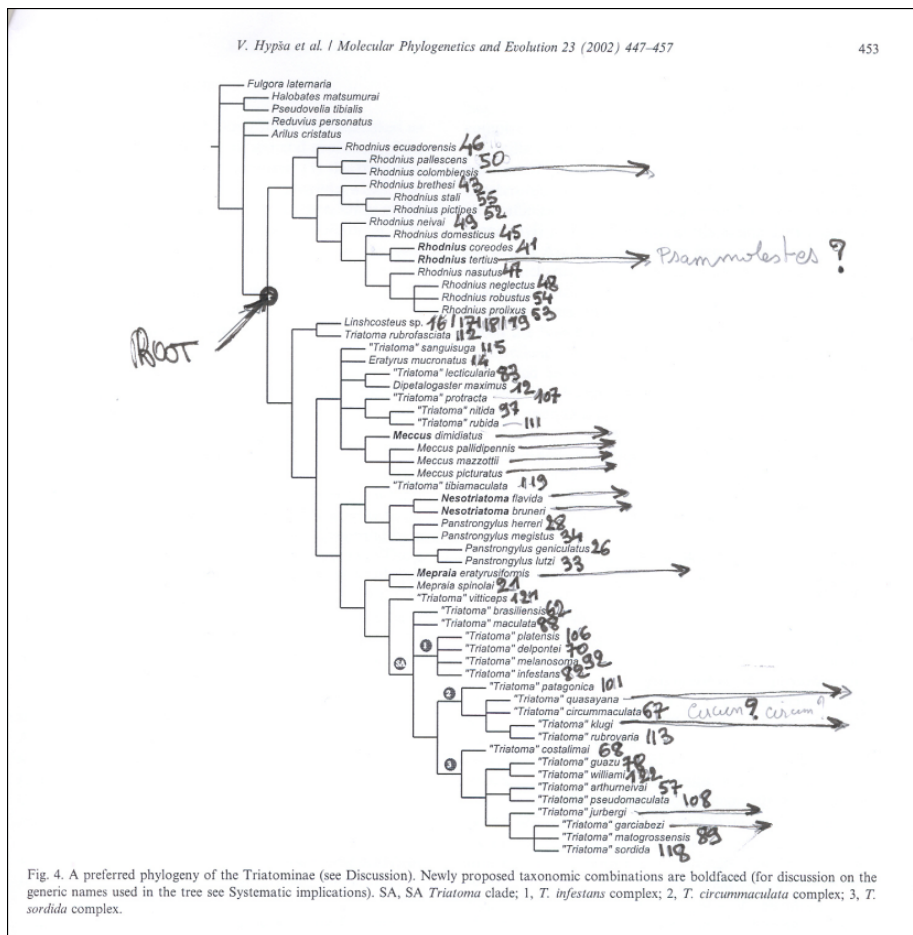 V. Hypša et al. / Molecular Phylogenetics and Evolution 23 (2002) 447–457 453
Fulgora laternaria
Halobates matsumurai
Pseudovelia tibialis
Reduvius personatus
Arilus cristatus
Rhodnius ecuadorensis 46
Rhodnius pallescens 50
Rhodnius colombiensis
Rhodnius brethesi 43
Rhodnius stali 55
Rhodnius pictipes 52
Rhodnius neivai 49
Rhodnius domesticus 45
Rhodnius coreodes 41
Rhodnius tertius Psammolestes ?
Rhodnius nasutus 47
Rhodnius neglectus 48
Rhodnius robustus 54
Rhodnius prolixus 53
ROOT
Linshcosteus sp. 16/17/18/19
Triatoma rubrofasciata 112
"Triatoma" sanguisuga 115
Eratyrus mucronatus 14
"Triatoma" lecticularia 83
Dipetalogaster maximus 12
"Triatoma" protracta 107
"Triatoma" nitida 97
"Triatoma" rubida 111
Meccus dimidiatus
Meccus pallidipennis
Meccus mazzottii
Meccus picturatus
"Triatoma" tibiamaculata 119
Nesotriatoma flavida
Nesotriatoma bruneri
Panstrongylus herreri 28
Panstrongylus megistus 34
Panstrongylus geniculatus 26
Panstrongylus lutzi 33
Mepraia eratyrusiformis
Mepraia spinolai 21
"Triatoma" vitticeps 121
"Triatoma" brasiliensis 62
"Triatoma" maculata 88
"Triatoma" platensis 106
1
"Triatoma" delpontei 70
SA
"Triatoma" melanosoma 92
"Triatoma" infestans 82
"Triatoma" patagonica 101
2
"Triatoma" quasayana
"Triatoma" circummaculata 67 circum? circum?
"Triatoma" klugi
"Triatoma" rubrovaria 113
"Triatoma" costalimai 68
3
"Triatoma" guazu 78
"Triatoma" williami 122
"Triatoma" arthurneivai 57
"Triatoma" pseudomaculata 108
"Triatoma" jurbergi
"Triatoma" garciabezi
"Triatoma" matogrossensis 89
"Triatoma" sordida 118
Fig. 4. A preferred phylogeny of the Triatominae (see Discussion). Newly proposed taxonomic combinations are boldfaced (for discussion on the
generic names used in the tree see Systematic implications). SA, SA Triatoma clade; 1, T. infestans complex; 2, T. circummaculata complex; 3, T.
sordida complex.